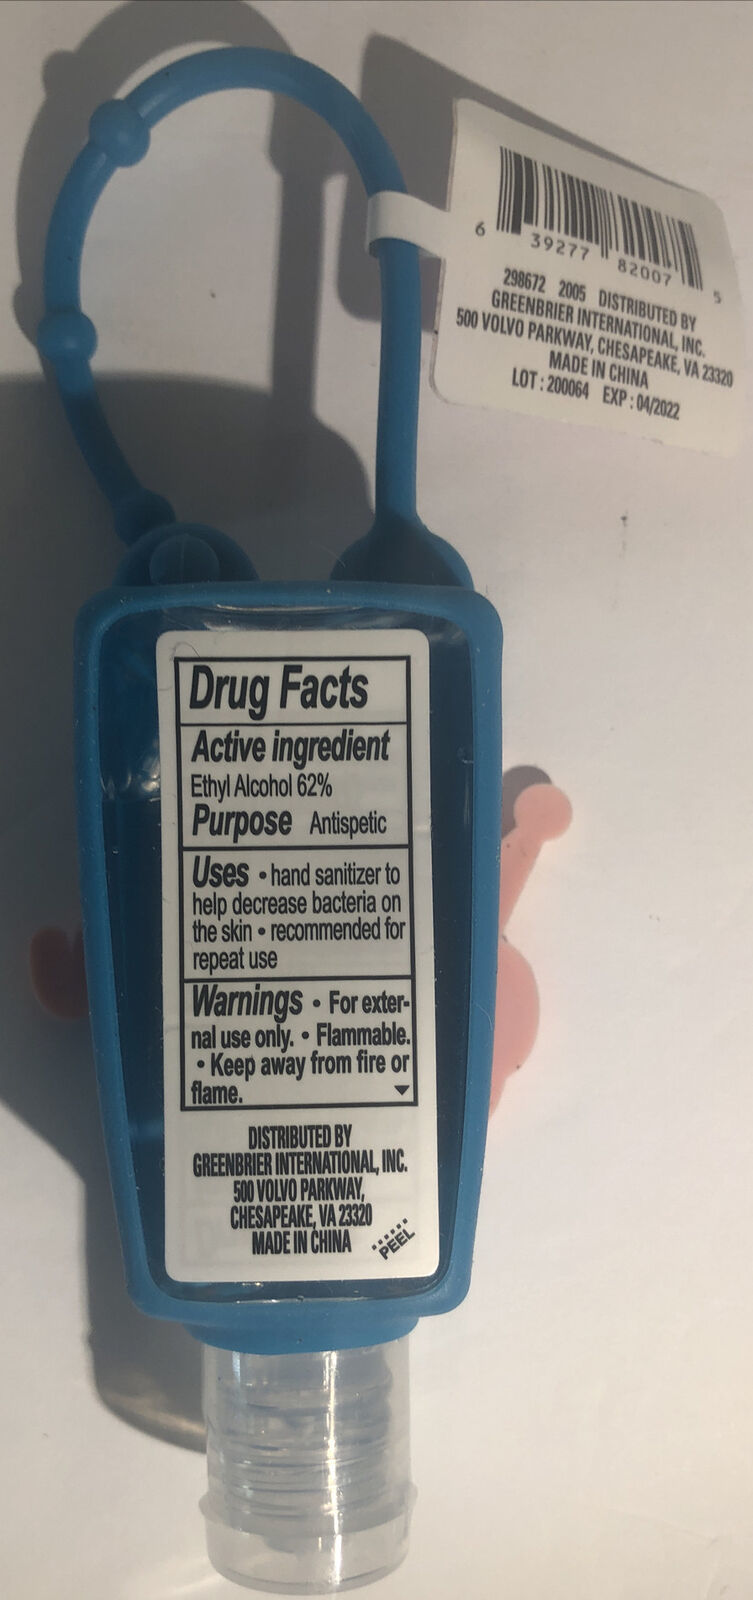 6 39277 82007 5
298672 2005 DISTRIBUTED BY
GREENBRIER INTERNATIONAL, INC.
500 VOLVO PARKWAY, CHESAPEAKE, VA 23320
MADE IN CHINA
LOT : 200064 EXP : 04/2022
Drug Facts
Active ingredient
Ethyl Alcohol 62%
Purpose Antispetic
Uses • hand sanitizer to
help decrease bacteria on
the skin • recommended for
repeat use
Warnings • For exter-
nal use only. • Flammable.
• Keep away from fire or
flame.
DISTRIBUTED BY
GREENBRIER INTERNATIONAL, INC.
500 VOLVO PARKWAY,
CHESAPEAKE, VA 23320
MADE IN CHINA
PEEL